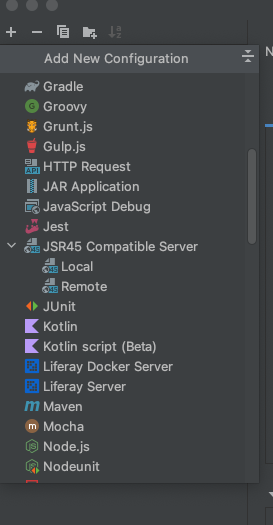 Add New Configuration
Gradle
Groovy
Grunt.js
Gulp.js
HTTP Request
JAR Application
JavaScript Debug
Jest
JSR45 Compatible Server
Local
Remote
JUnit
Kotlin
Kotlin script (Beta)
Liferay Docker Server
Liferay Server
Maven
Mocha
Node.js
Nodeunit